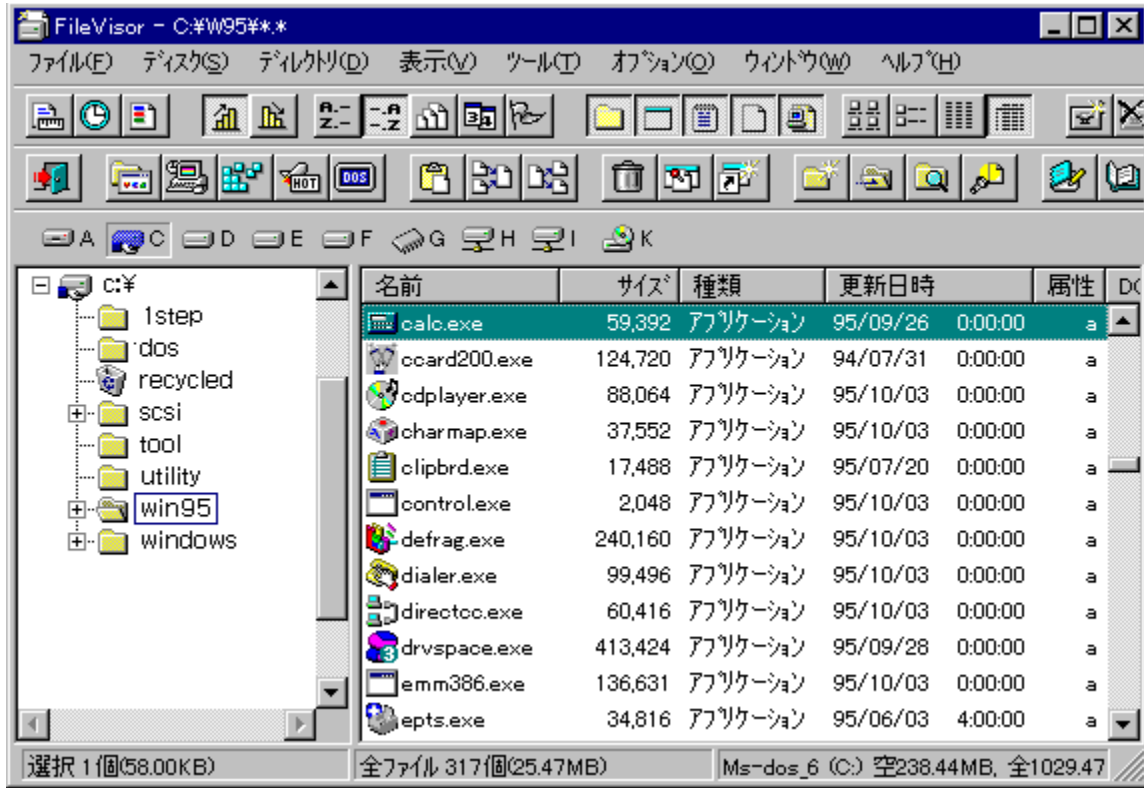 FileVisor - C:¥W95¥*.*
ﾌｧｲﾙ(F) ﾃﾞｨｽｸ(S) ﾃﾞｨﾚｸﾄﾘ(D) 表示(V) ﾂｰﾙ(T) ｵﾌﾟｼｮﾝ(O) ｳｨﾝﾄﾞｳ(W) ﾍﾙﾌﾟ(H)
A.- Z.- -.A -.Z 34
vca HOT DOS
A C D E F G H I K
c:¥
1step
dos
recycled
scsi
tool
utility
win95
windows
名前 ｻｲｽﾞ 種類 更新日時 属性 DO
calc.exe 59,392 ｱﾌﾟﾘｹｰｼｮﾝ 95/09/26 0:00:00 a
ccard200.exe 124,720 ｱﾌﾟﾘｹｰｼｮﾝ 94/07/31 0:00:00 a
cdplayer.exe 88,064 ｱﾌﾟﾘｹｰｼｮﾝ 95/10/03 0:00:00 a
charmap.exe 37,552 ｱﾌﾟﾘｹｰｼｮﾝ 95/10/03 0:00:00 a
clipbrd.exe 17,488 ｱﾌﾟﾘｹｰｼｮﾝ 95/07/20 0:00:00 a
control.exe 2,048 ｱﾌﾟﾘｹｰｼｮﾝ 95/10/03 0:00:00 a
defrag.exe 240,160 ｱﾌﾟﾘｹｰｼｮﾝ 95/10/03 0:00:00 a
dialer.exe 99,496 ｱﾌﾟﾘｹｰｼｮﾝ 95/10/03 0:00:00 a
directcc.exe 60,416 ｱﾌﾟﾘｹｰｼｮﾝ 95/10/03 0:00:00 a
drvspace.exe 413,424 ｱﾌﾟﾘｹｰｼｮﾝ 95/09/28 0:00:00 a
emm386.exe 136,631 ｱﾌﾟﾘｹｰｼｮﾝ 95/10/03 0:00:00 a
epts.exe 34,816 ｱﾌﾟﾘｹｰｼｮﾝ 95/06/03 4:00:00 a
選択 1個(58.00KB) 全ﾌｧｲﾙ 317個(25.47MB) Ms-dos_6 (C:) 空238.44MB, 全1029.47